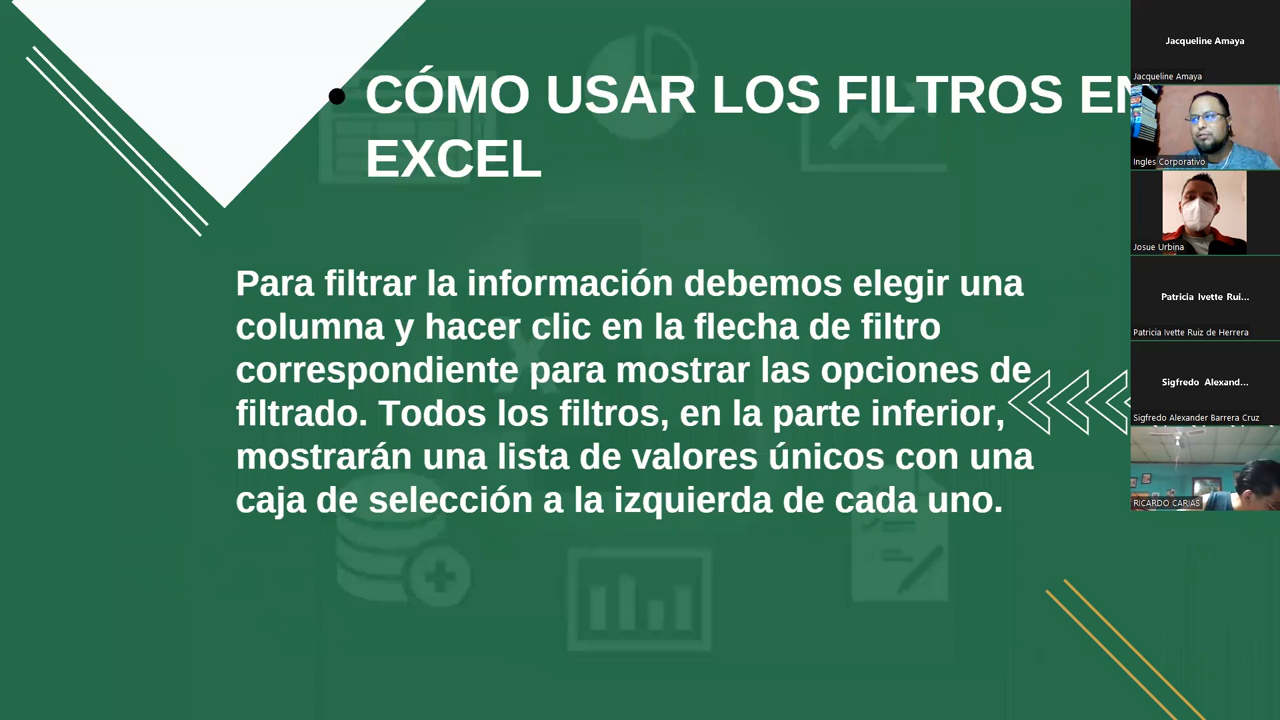 CÓMO USAR LOS FILTROS EN
EXCEL
Para filtrar la información debemos elegir una
columna y hacer clic en la flecha de filtro
correspondiente para mostrar las opciones de
filtrado. Todos los filtros, en la parte inferior,
mostrarán una lista de valores únicos con una
caja de selección a la izquierda de cada uno.
Jacqueline Amaya
Jacqueline Amaya
Ingles Corporativo
Josue Urbina
Patricia Ivette Rui...
Patricia Ivette Ruiz de Herrera
Sigfredo Alexand...
Sigfredo Alexander Barrera Cruz
RICARDO CARIAS